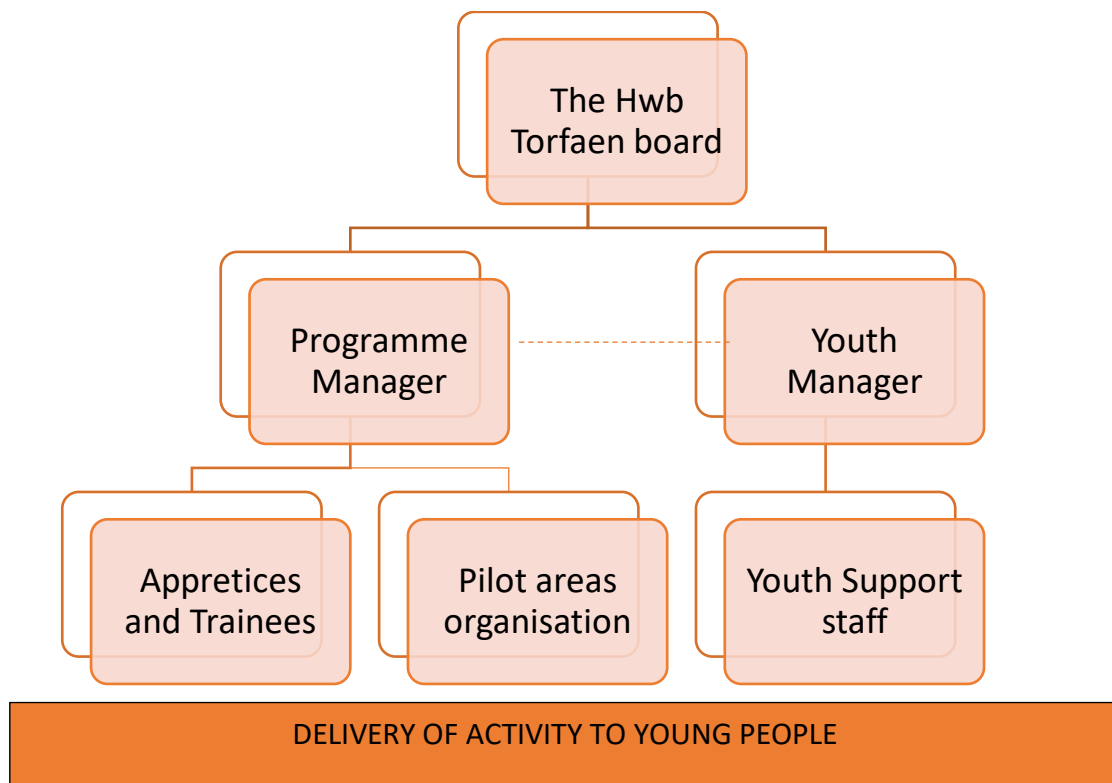 The Hwb
Torfaen board
Programme
Manager
Youth
Manager
Appretices
and Trainees
Pilot areas
organisation
Youth Support
staff
DELIVERY OF ACTIVITY TO YOUNG PEOPLE